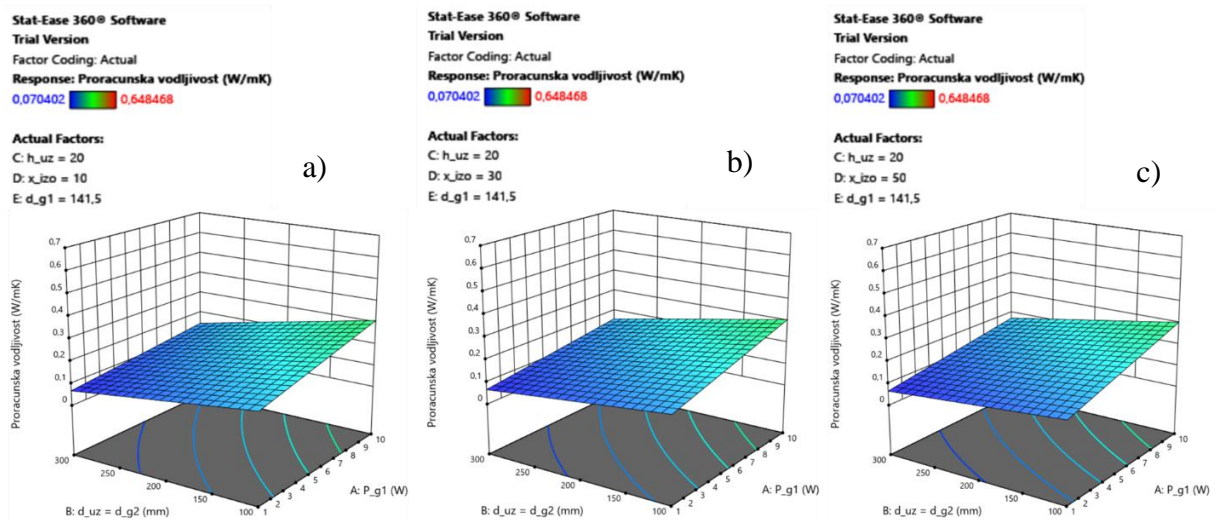 Stat-Ease 360® Software
Trial Version
Factor Coding: Actual
Response: Proracunska vodljivost (W/mK)
0,070402 0,648468
Actual Factors:
C: h_uz = 20
D: x_izo = 10
E: d_g1 = 141,5
a)
0,7
0,6
0,5
0,4
0,3
0,2
0,1
0
Proracunska vodljivost (W/mK)
300
250
200
150
100
B: d_uz = d_g2 (mm)
1
2
3
4
5
6
7
8
9
10
A: P_g1 (W)
Stat-Ease 360® Software
Trial Version
Factor Coding: Actual
Response: Proracunska vodljivost (W/mK)
0,070402 0,648468
Actual Factors:
C: h_uz = 20
D: x_izo = 30
E: d_g1 = 141,5
b)
0,7
0,6
0,5
0,4
0,3
0,2
0,1
0
Proracunska vodljivost (W/mK)
300
250
200
150
100
B: d_uz = d_g2 (mm)
1
2
3
4
5
6
7
8
9
10
A: P_g1 (W)
Stat-Ease 360® Software
Trial Version
Factor Coding: Actual
Response: Proracunska vodljivost (W/mK)
0,070402 0,648468
Actual Factors:
C: h_uz = 20
D: x_izo = 50
E: d_g1 = 141,5
c)
0,7
0,6
0,5
0,4
0,3
0,2
0,1
0
Proracunska vodljivost (W/mK)
300
250
200
150
100
B: d_uz = d_g2 (mm)
1
2
3
4
5
6
7
8
9
10
A: P_g1 (W)